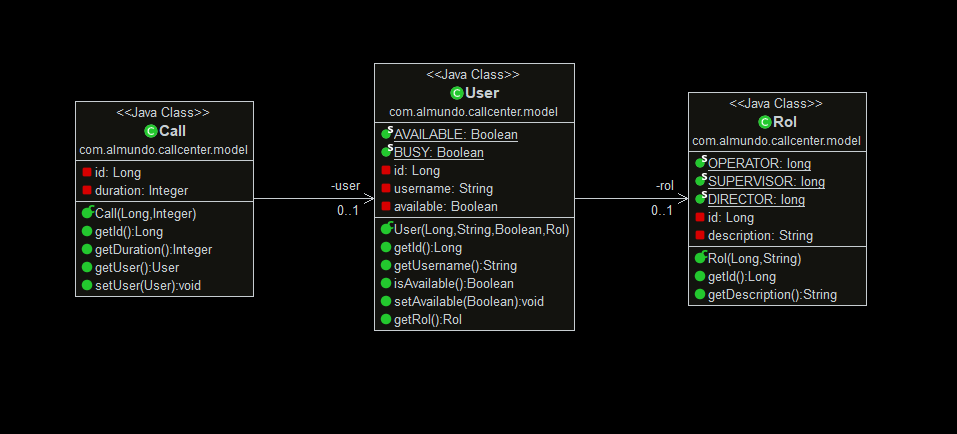 <<Java Class>>
Call
com.almundo.callcenter.model
id: Long
duration: Integer
Call(Long,Integer)
getId():Long
getDuration():Integer
getUser():User
setUser(User):void
-user
0..1
<<Java Class>>
User
com.almundo.callcenter.model
AVAILABLE: Boolean
BUSY: Boolean
id: Long
username: String
available: Boolean
User(Long,String,Boolean,Rol)
getId():Long
getUsername():String
isAvailable():Boolean
setAvailable(Boolean):void
getRol():Rol
-rol
0..1
<<Java Class>>
Rol
com.almundo.callcenter.model
OPERATOR: long
SUPERVISOR: long
DIRECTOR: long
id: Long
description: String
Rol(Long,String)
getId():Long
getDescription():String